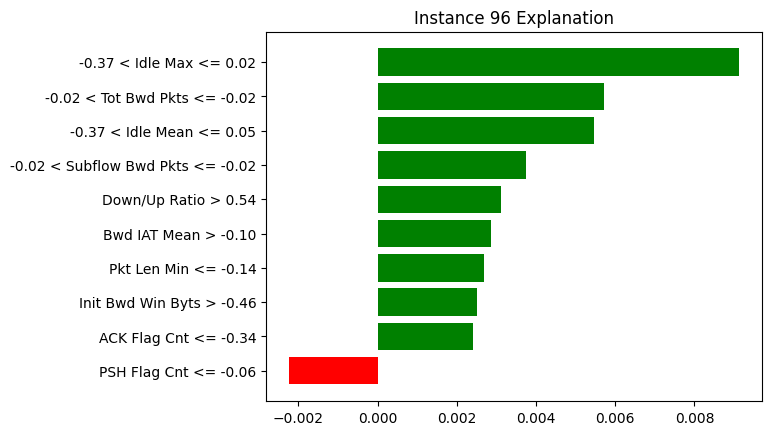 Instance 96 Explanation
-0.37 < Idle Max <= 0.02
-0.02 < Tot Bwd Pkts <= -0.02
-0.37 < Idle Mean <= 0.05
-0.02 < Subflow Bwd Pkts <= -0.02
Down/Up Ratio > 0.54
Bwd IAT Mean > -0.10
Pkt Len Min <= -0.14
Init Bwd Win Byts > -0.46
ACK Flag Cnt <= -0.34
PSH Flag Cnt <= -0.06
−0.002 0.000 0.002 0.004 0.006 0.008